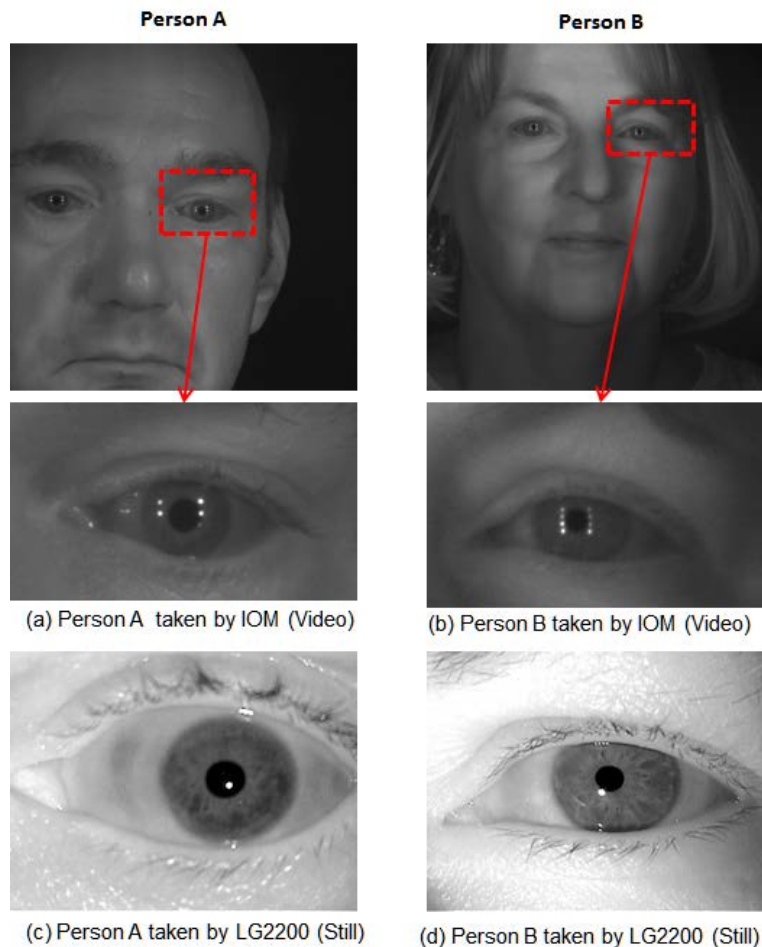 Person A
Person B
(a) Person A taken by IOM (Video)
(b) Person B taken by IOM (Video)
(c) Person A taken by LG2200 (Still)
(d) Person B taken by LG2200 (Still)